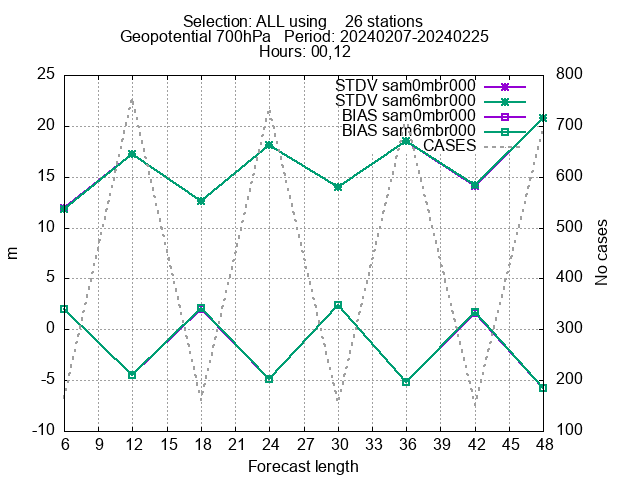 Selection: ALL using    26 stations
Geopotential 700hPa   Period: 20240207-20240225
Hours: 00,12
25
20
15
10
5
0
-5
-10
m
STDV sam0mbr000
STDV sam6mbr000
BIAS sam0mbr000
BIAS sam6mbr000
CASES
800
700
600
500
400
300
200
100
No cases
6 9 12 15 18 21 24 27 30 33 36 39 42 45 48
Forecast length